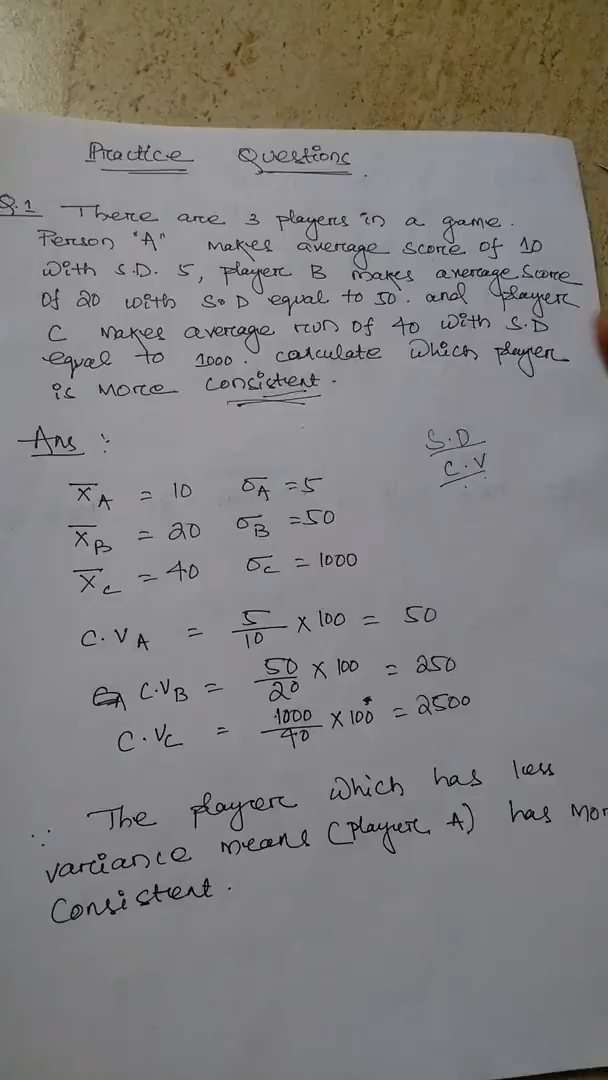 Practice Questions.
Q.1 There are 3 players in a game.
Person "A" makes average score of 10
with S.D. 5, player B makes average score
of 20 with S.D equal to 50. and player
C makes average run of 40 with S.D
equal to 1000. calculate which player
is more consistent.
Ans :
S.D
C.V
X̄A = 10 σA = 5
X̄B = 20 σB = 50
X̄C = 40 σC = 1000
C.VA = 5/10 × 100 = 50
C.VB = 50/20 × 100 = 250
C.VC = 1000/40 × 100 = 2500
∴ The player which has less
variance means (player A) has mor
consistent.